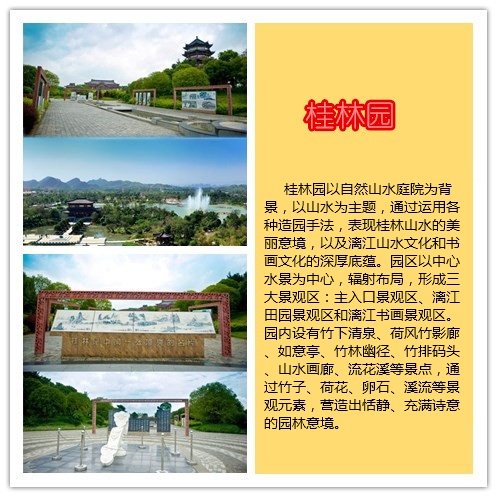 桂林园
桂林园以自然山水庭院为背
景，以山水为主题，通过运用各
种造园手法，表现桂林山水的美
丽意境，以及漓江山水文化和书
画文化的深厚底蕴。园区以中心
水景为中心，辐射布局，形成三
大景观区：主入口景观区、漓江
田园景观区和漓江书画景观区。
园内设有竹下清泉、荷风竹影廊
、如意亭、竹林幽径、竹排码头
、山水画廊、流花溪等景点，通
过竹子、荷花、卵石、溪流等景
观元素，营造出恬静、充满诗意
的园林意境。